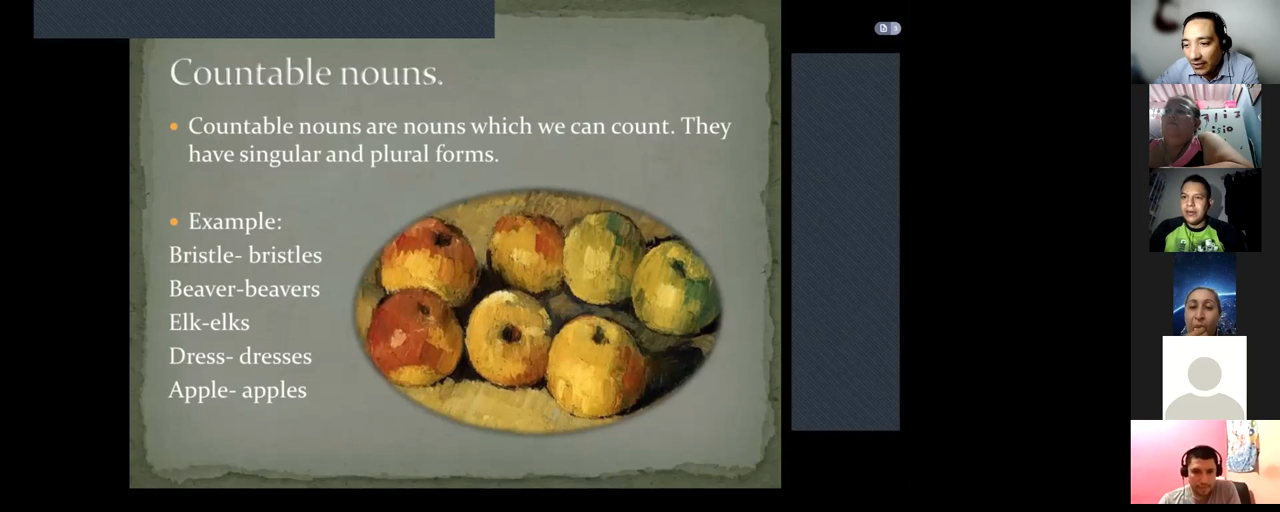 Countable nouns.
• Countable nouns are nouns which we can count. They
have singular and plural forms.
• Example:
Bristle- bristles
Beaver-beavers
Elk-elks
Dress- dresses
Apple- apples